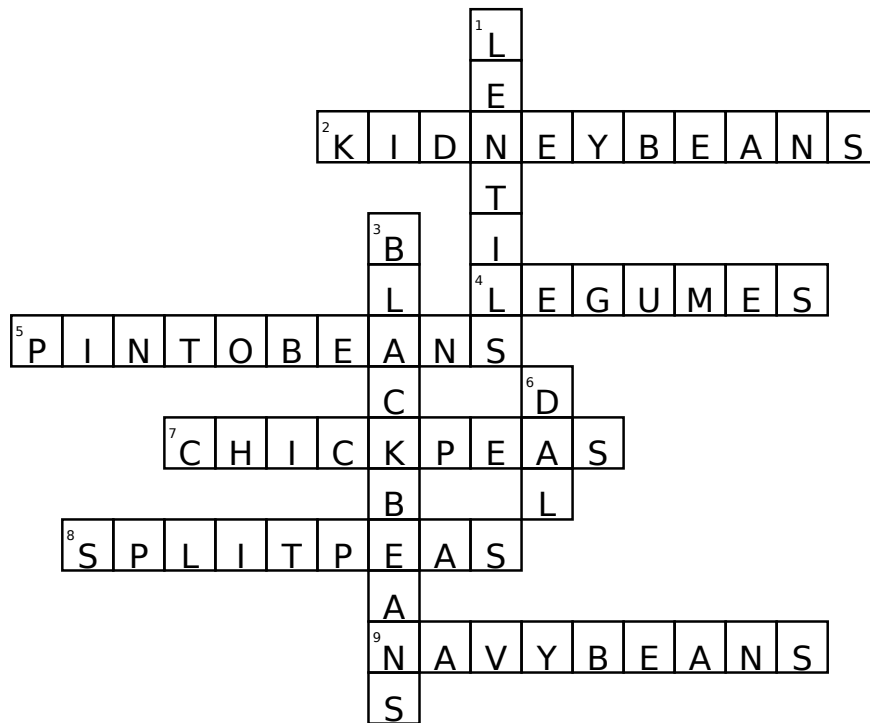 1 L
E
2 K I D N E Y B E A N S
T
3 B I
L 4 L E G U M E S
5 P I N T O B E A N S
C 6 D
7 C H I C K P E A S
B L
8 S P L I T P E A S
A
9 N A V Y B E A N S
S